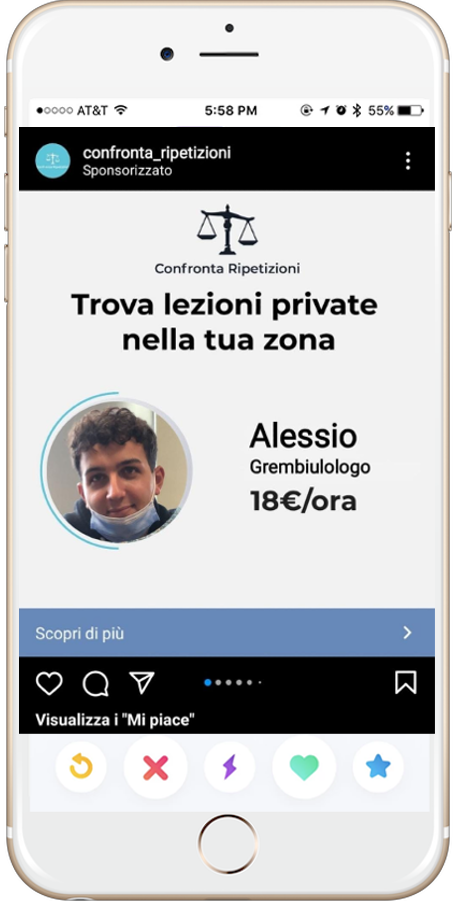 AT&T 5:58 PM 55%
confronta_ripetizioni
Sponsorizzato
Confronta Ripetizioni
Trova lezioni private
nella tua zona
Alessio
Grembiulologo
18€/ora
Scopri di più
Visualizza i "Mi piace"